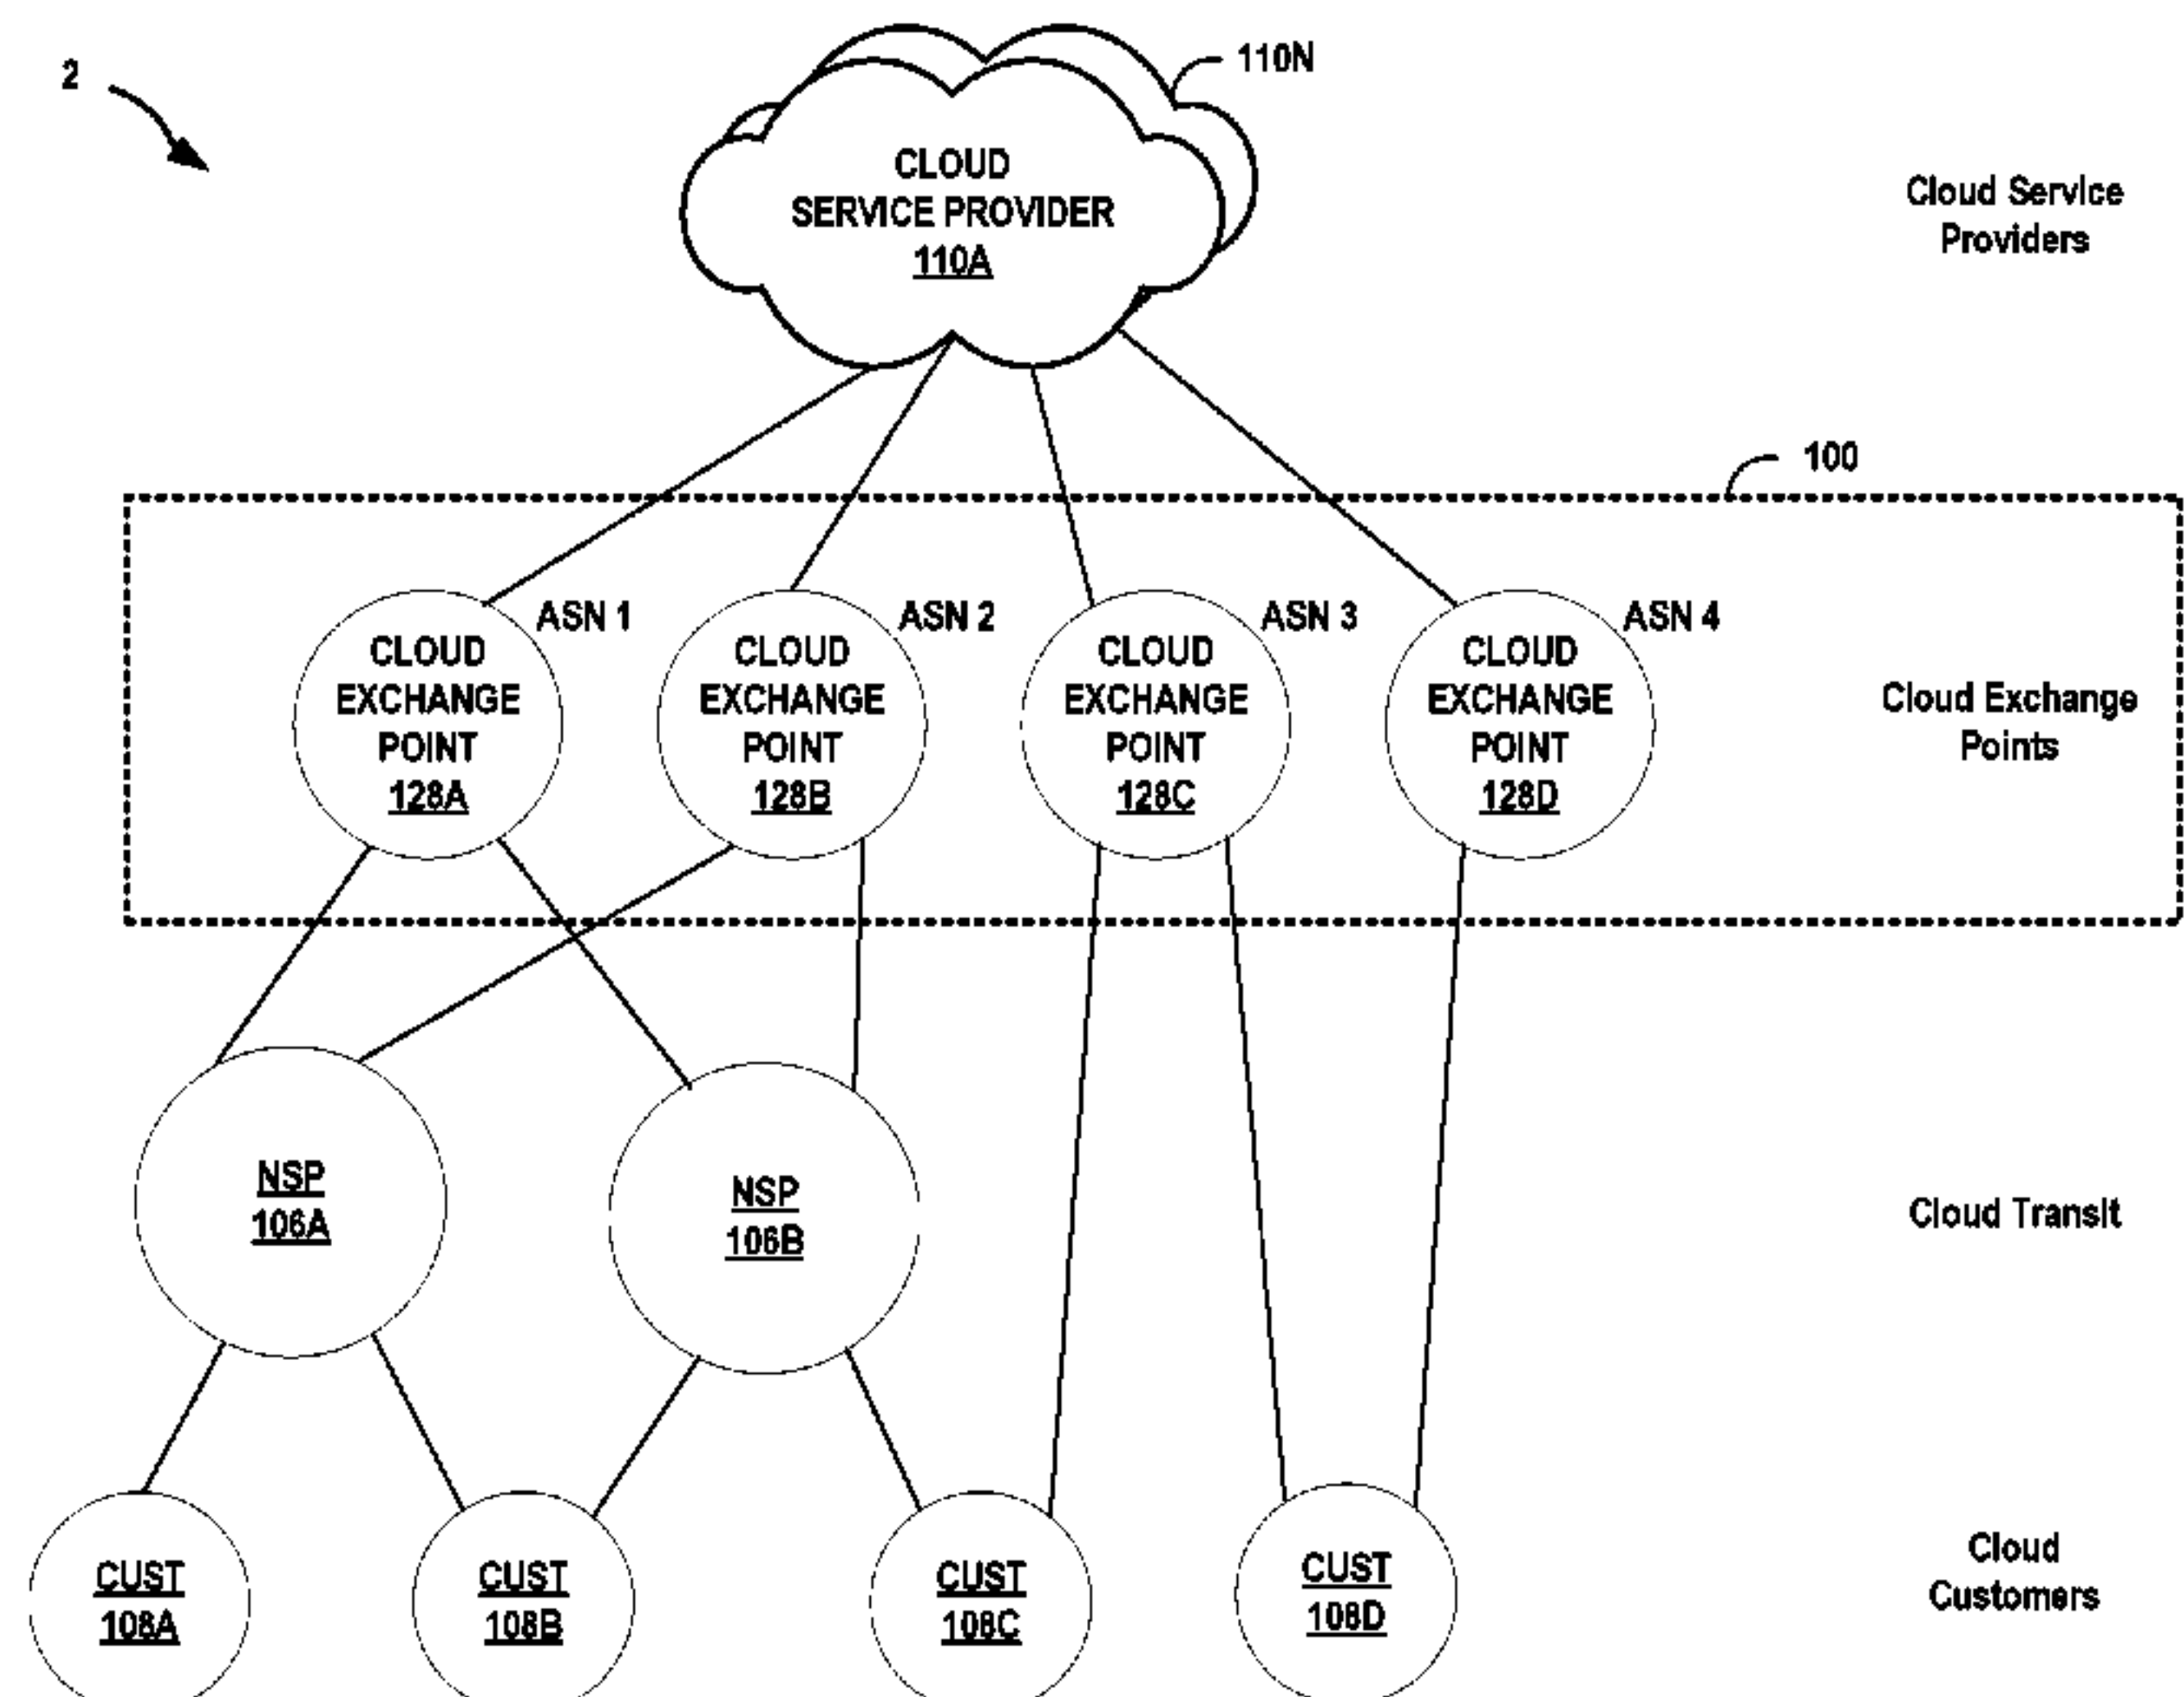 2
110N
CLOUD
SERVICE PROVIDER
110A
Cloud Service
Providers
100
ASN 1
ASN 2
ASN 3
ASN 4
CLOUD
EXCHANGE
POINT
128A
CLOUD
EXCHANGE
POINT
128B
CLOUD
EXCHANGE
POINT
128C
CLOUD
EXCHANGE
POINT
128D
Cloud Exchange
Points
NSP
106A
NSP
106B
Cloud Transit
CUST
108A
CUST
108B
CUST
108C
CUST
108D
Cloud
Customers